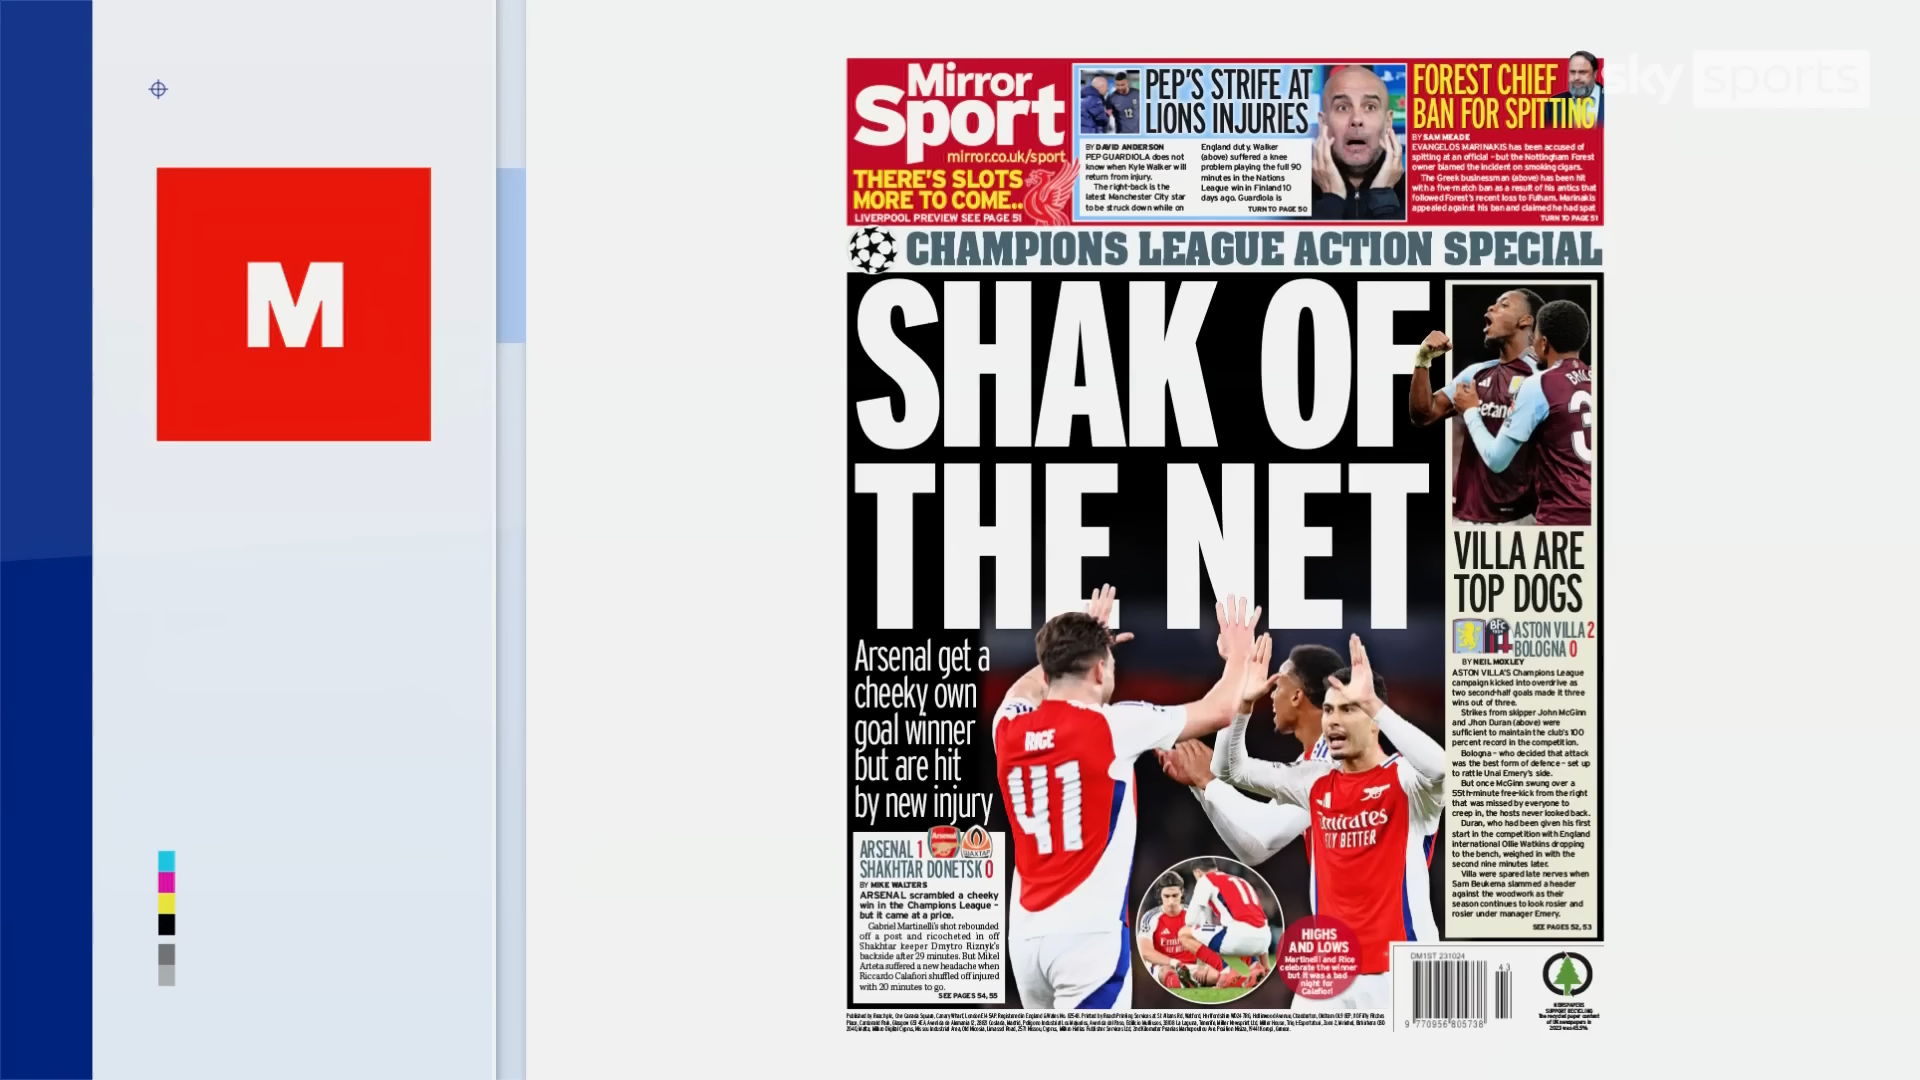 sky sports
M
Mirror
Sport
mirror.co.uk/sport
THERE'S SLOTS
MORE TO COME..
LIVERPOOL PREVIEW SEE PAGE 51
PEP'S STRIFE AT
LIONS INJURIES
BY DAVID ANDERSON
PEP GUARDIOLA does not
know when Kyle Walker will
return from injury.
The right-back is the
latest Manchester City star
to be struck down while on
England duty. Walker
(above) suffered a knee
problem playing the full 90
minutes in the Nations
League win in Finland 10
days ago. Guardiola is
TURN TO PAGE 50
FOREST CHIEF
BAN FOR SPITTING
BY SAM MEADE
EVANGELOS MARINAKIS has been accused of
spitting at an official – but the Nottingham Forest
owner blamed the incident on smoking cigars.
The Greek businessman (above) has been hit
with a five-match ban as a result of his antics that
followed Forest's recent loss to Fulham. Marinakis
appealed against his ban and claimed he had spat
TURN TO PAGE 51
CHAMPIONS LEAGUE ACTION SPECIAL
SHAK OF
THE NET
Arsenal get a
cheeky own
goal winner
but are hit
by new injury
ARSENAL 1
SHAKHTAR DONETSK 0
BY MIKE WALTERS
ARSENAL scrambled a cheeky
win in the Champions League –
but it came at a price.
Gabriel Martinelli's shot rebounded
off a post and ricocheted in off
Shakhtar keeper Dmytro Riznyk's
backside after 29 minutes. But Mikel
Arteta suffered a new headache when
Riccardo Calafiori shuffled off injured
with 20 minutes to go.
SEE PAGES 54, 55
RICE
41
Emirates
FLY BETTER
HIGHS
AND LOWS
Martinelli and Rice
celebrate the winner
but it was a bad
night for
Calafiori
VILLA ARE
TOP DOGS
ASTON VILLA 2
BOLOGNA 0
BY NEIL MOXLEY
ASTON VILLA'S Champions League
campaign kicked into overdrive as
two second-half goals made it three
wins out of three.
Strikes from skipper John McGinn
and Jhon Duran (above) were
sufficient to maintain the club's 100
percent record in the competition.
Bologna – who decided that attack
was the best form of defence – set up
to rattle Unai Emery's side.
But once McGinn swung over a
55th-minute free-kick from the right
that was missed by everyone to
creep in, the hosts never looked back.
Duran, who had been given his first
start in the competition with England
international Ollie Watkins dropping
to the bench, weighed in with the
second nine minutes later.
Villa were spared late nerves when
Sam Beukema slammed a header
against the woodwork as their
season continues to look rosier and
rosier under manager Emery.
SEE PAGES 52, 53
DM1ST 231024
43
9 770956 805738
NEWSPAPERS
SUPPORT RECYCLING